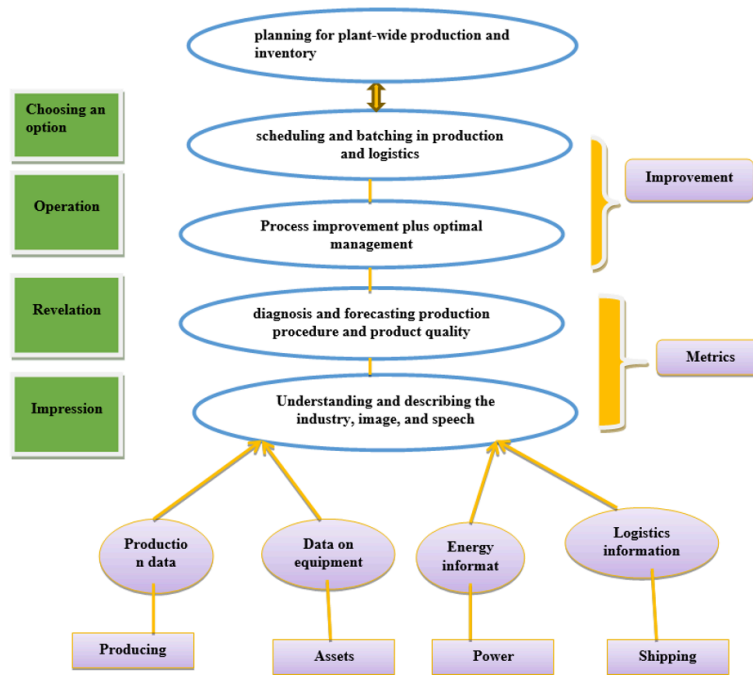 planning for plant-wide production and
inventory
Choosing an
option
scheduling and batching in production
and logistics
Improvement
Operation
Process improvement plus optimal
management
Revelation
diagnosis and forecasting production
procedure and product quality
Metrics
Impression
Understanding and describing the
industry, image, and speech
Productio
n data
Data on
equipment
Energy
informat
Logistics
information
Producing
Assets
Power
Shipping